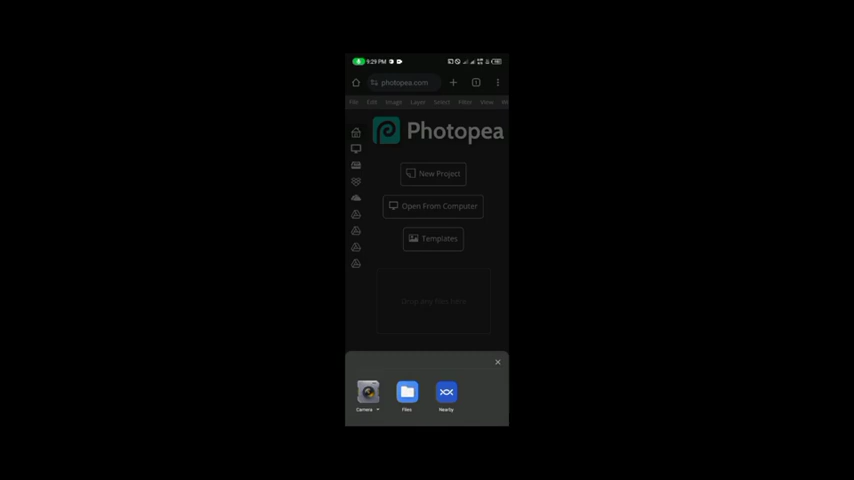 9:29 PM
photopea.com
File Edit Image Layer Select Filter View
Photopea
New Project
Open From Computer
Templates
Drop any files here
Camera
Files
Nearby